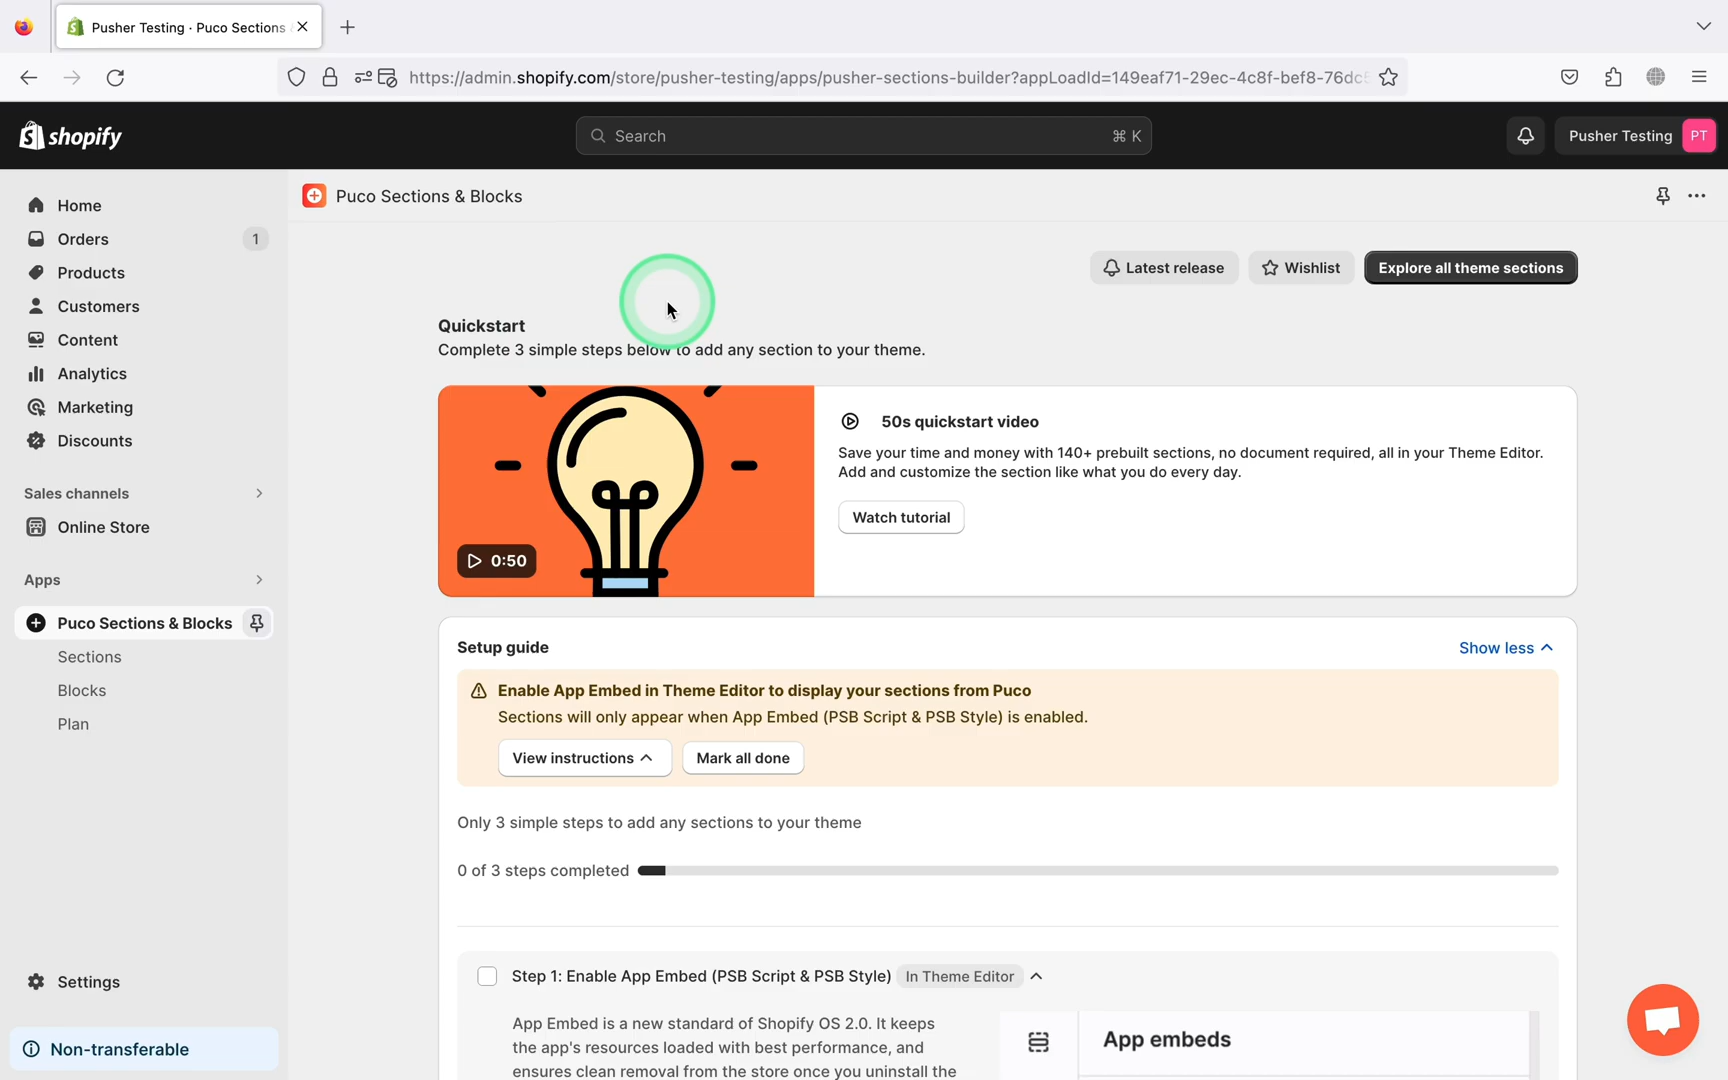 Pusher Testing · Puco Sections
https://admin.shopify.com/store/pusher-testing/apps/pusher-sections-builder?appLoadId=149eaf71-29ec-4c8f-bef8-76dc5
shopify
Search
⌘ K
Pusher Testing
PT
Home
Orders
1
Products
Customers
Content
Analytics
Marketing
Discounts
Sales channels
Online Store
Apps
Puco Sections & Blocks
Sections
Blocks
Plan
Settings
Non-transferable
Puco Sections & Blocks
Latest release
Wishlist
Explore all theme sections
Quickstart
Complete 3 simple steps below to add any section to your theme.
0:50
50s quickstart video
Save your time and money with 140+ prebuilt sections, no document required, all in your Theme Editor.
Add and customize the section like what you do every day.
Watch tutorial
Setup guide
Show less
Enable App Embed in Theme Editor to display your sections from Puco
Sections will only appear when App Embed (PSB Script & PSB Style) is enabled.
View instructions
Mark all done
Only 3 simple steps to add any sections to your theme
0 of 3 steps completed
Step 1: Enable App Embed (PSB Script & PSB Style)
In Theme Editor
App Embed is a new standard of Shopify OS 2.0. It keeps
the app's resources loaded with best performance, and
ensures clean removal from the store once you uninstall the
App embeds